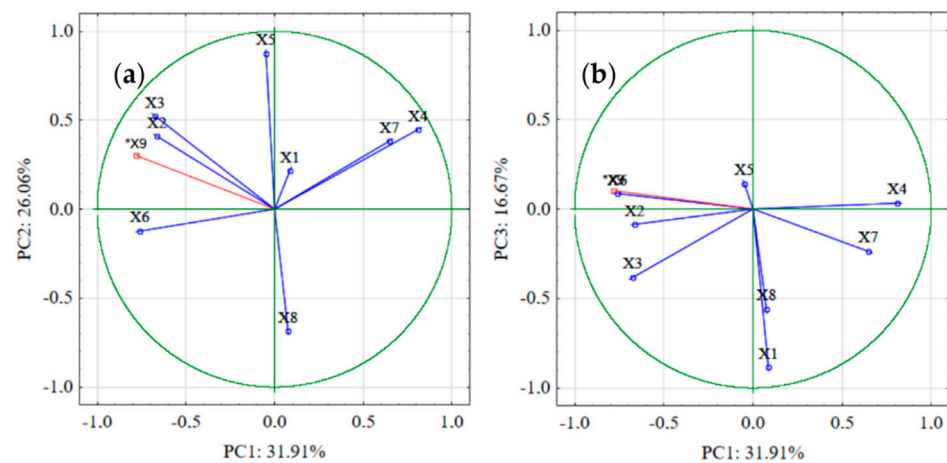 (a)
1.0
0.5
0.0
-0.5
-1.0
PC2: 26.06%
X5
X3
X2
*X9
X4
X7
X1
X6
X8
-1.0 -0.5 0.0 0.5 1.0
PC1: 31.91%
(b)
1.0
0.5
0.0
-0.5
-1.0
PC3: 16.67%
X5
X4
X2
X7
X3
X8
X1
-1.0 -0.5 0.0 0.5 1.0
PC1: 31.91%